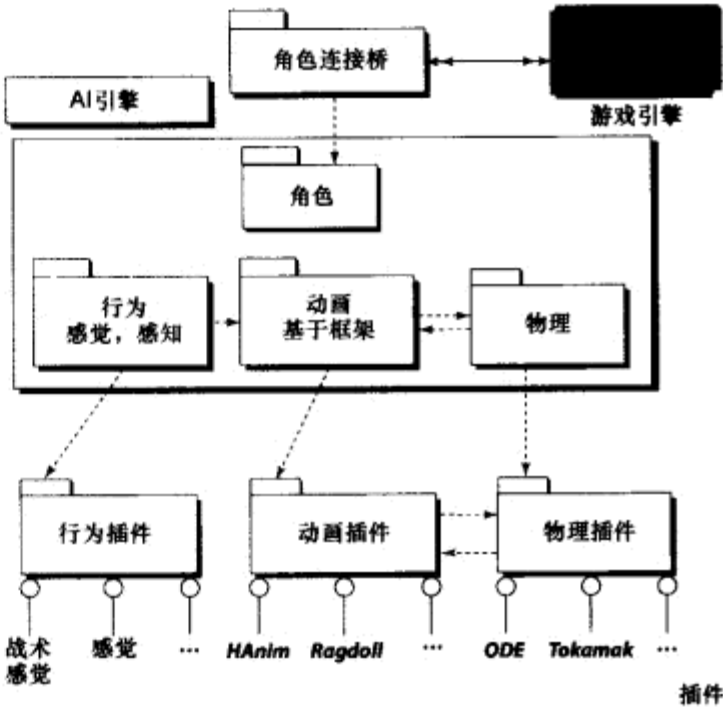 角色连接桥
AI引擎
游戏引擎
角色
行为
感觉，感知
动画
基于框架
物理
行为插件
动画插件
物理插件
战术
感觉
感觉
...
HAnim
Ragdoll
...
ODE
Tokamak
...
插件